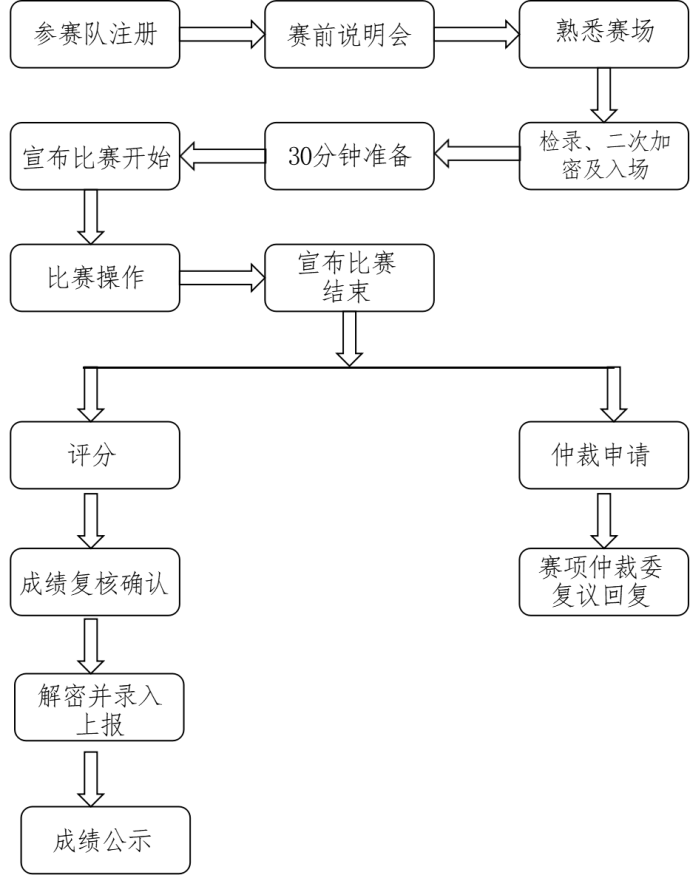 参赛队注册
赛前说明会
熟悉赛场
检录、二次加
密及入场
30分钟准备
宣布比赛开始
比赛操作
宣布比赛
结束
评分
仲裁申请
成绩复核确认
赛项仲裁委
复议回复
解密并录入
上报
成绩公示